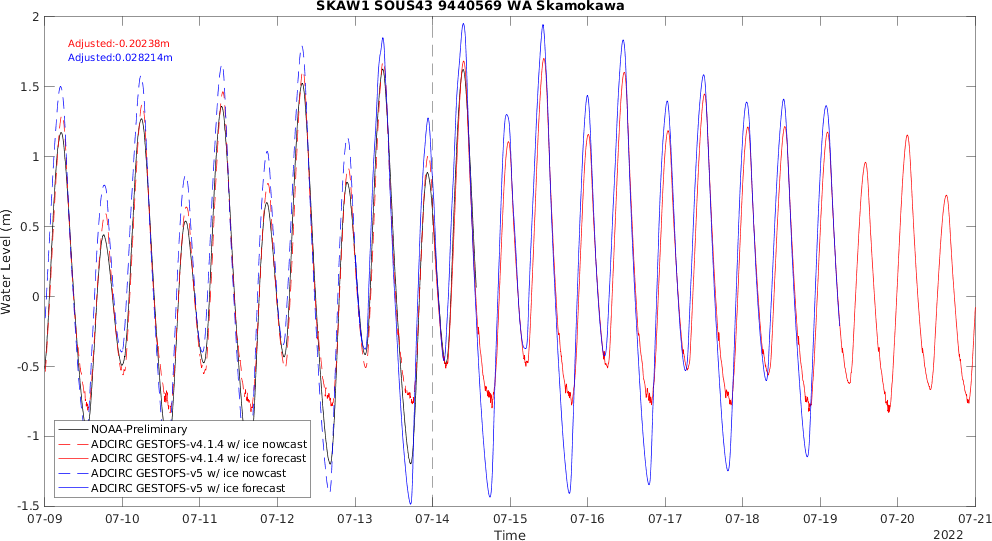 SKAW1 SOUS43 9440569 WA Skamokawa
Adjusted:-0.20238m
Adjusted:0.028214m
2
1.5
1
0.5
0
-0.5
-1
-1.5
Water Level (m)
NOAA-Preliminary
ADCIRC GESTOFS-v4.1.4 w/ ice nowcast
ADCIRC GESTOFS-v4.1.4 w/ ice forecast
ADCIRC GESTOFS-v5 w/ ice nowcast
ADCIRC GESTOFS-v5 w/ ice forecast
07-09 07-10 07-11 07-12 07-13 07-14 07-15 07-16 07-17 07-18 07-19 07-20 07-21
Time
2022